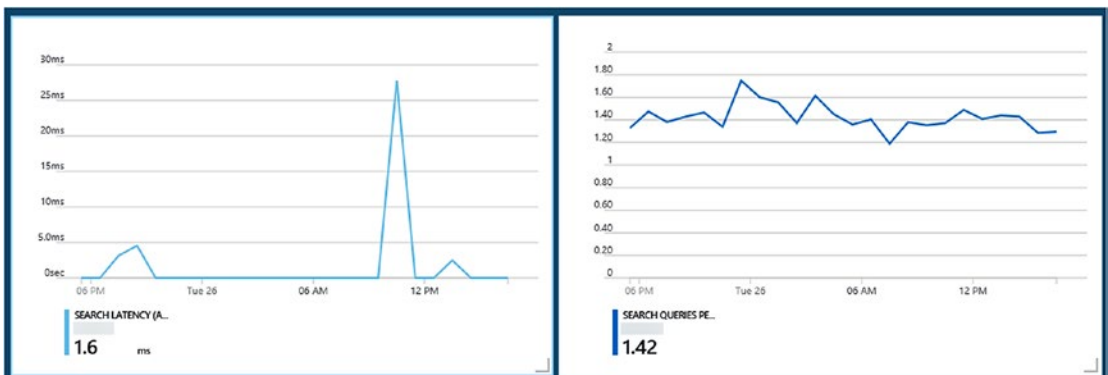 30ms
25ms
20ms
15ms
10ms
5.0ms
0sec
06 PM
Tue 26
06 AM
12 PM
SEARCH LATENCY (A...
1.6 ms
2
1.80
1.60
1.40
1.20
1
0.80
0.60
0.40
0.20
0
06 PM
Tue 26
06 AM
12 PM
SEARCH QUERIES PE...
1.42